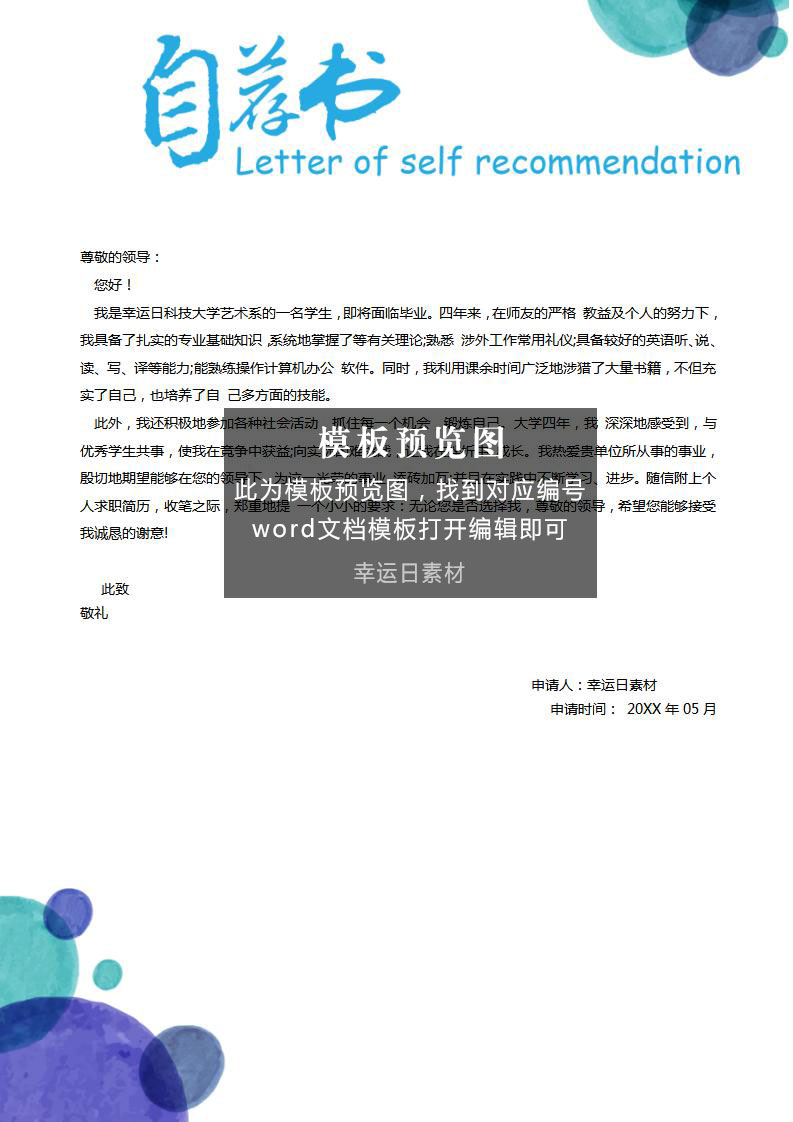 自荐书
Letter of self recommendation
尊敬的领导：
您好！
我是幸运日科技大学艺术系的一名学生，即将面临毕业。四年来，在师友的严格 教益及个人的努力下，
我具备了扎实的专业基础知识，系统地掌握了等有关理论;熟悉 涉外工作常用礼仪;具备较好的英语听、说、
读、写、译等能力;能熟练操作计算机办公 软件。同时，我利用课余时间广泛地涉猎了大量书籍，不但充
实了自己，也培养了自 己多方面的技能。
此外，我还积极地参加各种社会活动，抓住每一个机会，锻炼自己。大学四年，我 深深地感受到，与
优秀学生共事，使我在竞争中获益;向实 成长。我热爱贵单位所从事的事业，
殷切地期望能够在您的领导下，为这一光荣的事业 添砖加瓦;并且在实践中不断学习、进步。随信附上个
人求职简历，收笔之际，郑重地提 一个小小的要求：无论您是否选择我，尊敬的领导，希望您能够接受
我诚恳的谢意!
模板预览图
此为模板预览图，找到对应编号
word文档模板打开编辑即可
幸运日素材
此致
敬礼
申请人：幸运日素材
申请时间： 20XX 年 05 月